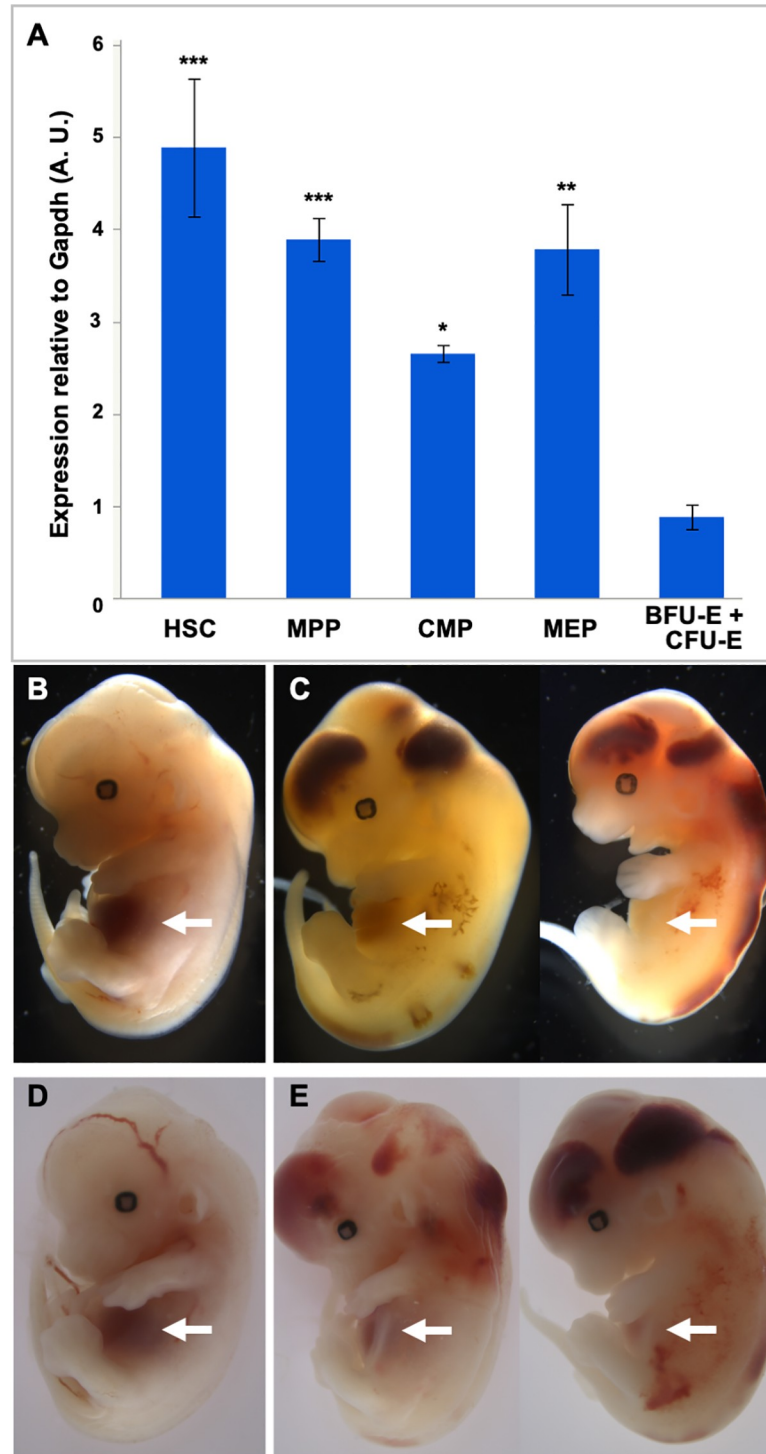 A
Expression relative to Gapdh (A. U.)
6
5
4
3
2
1
0
***
***
*
**
HSC
MPP
CMP
MEP
BFU-E +
CFU-E
B
C
D
E